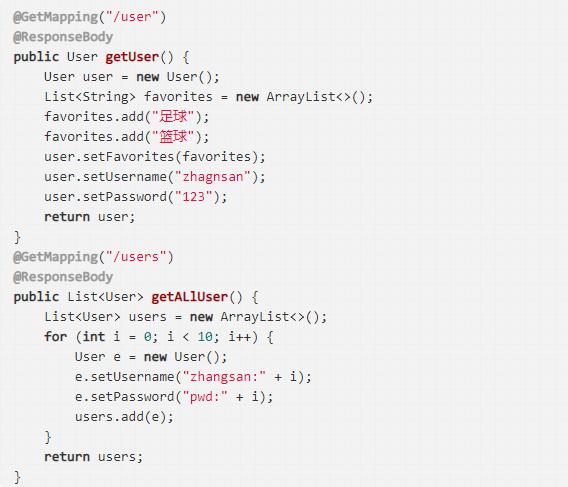 @GetMapping("/user")
@ResponseBody
public User getUser() {
    User user = new User();
    List<String> favorites = new ArrayList<>();
    favorites.add("足球");
    favorites.add("篮球");
    user.setFavorites(favorites);
    user.setUsername("zhagnsan");
    user.setPassword("123");
    return user;
}
@GetMapping("/users")
@ResponseBody
public List<User> getALlUser() {
    List<User> users = new ArrayList<>();
    for (int i = 0; i < 10; i++) {
        User e = new User();
        e.setUsername("zhangsan:" + i);
        e.setPassword("pwd:" + i);
        users.add(e);
    }
    return users;
}